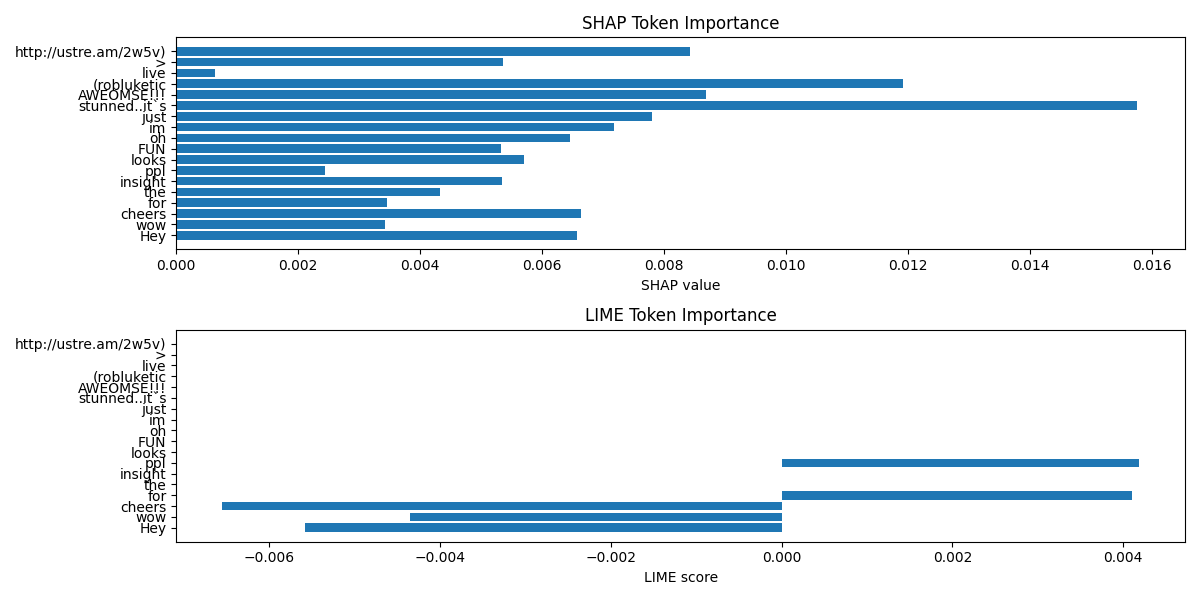 SHAP Token Importance
http://ustre.am/2w5v)
>
live
(robluketic
AWEOMSE!!!
stunned..it`s
just
im
oh
FUN
looks
ppl
insight
the
for
cheers
wow
Hey
0.000 0.002 0.004 0.006 0.008 0.010 0.012 0.014 0.016
SHAP value
LIME Token Importance
http://ustre.am/2w5v)
>
live
(robluketic
AWEOMSE!!!
stunned..it`s
just
im
oh
FUN
looks
ppl
insight
the
for
cheers
wow
Hey
−0.006 −0.004 −0.002 0.000 0.002 0.004
LIME score